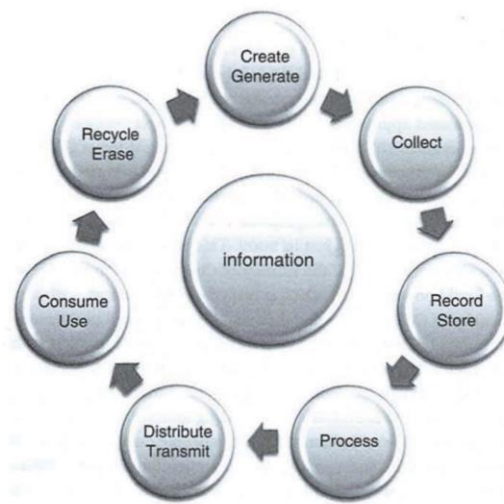 Create
Generate
Collect
Record
Store
Process
Distribute
Transmit
Consume
Use
Recycle
Erase
information